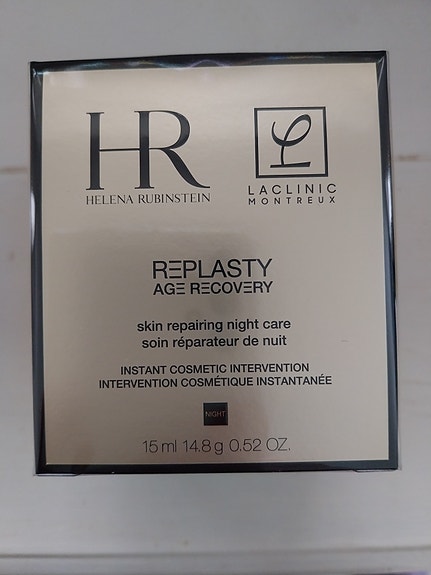 HR
HELENA RUBINSTEIN
L
LACLINIC
MONTREUX
REPLASTY
AGE RECOVERY
skin repairing night care
soin réparateur de nuit
INSTANT COSMETIC INTERVENTION
INTERVENTION COSMÉTIQUE INSTANTANÉE
NIGHT
15 ml 14.8 g 0.52 OZ.